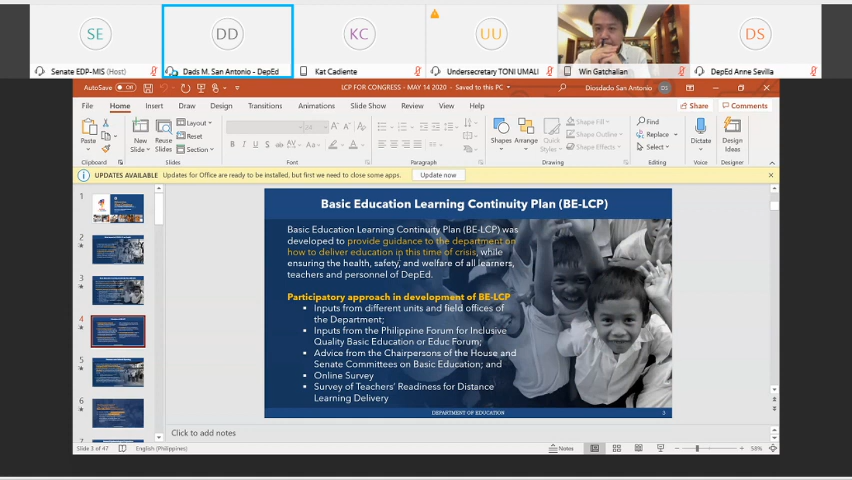 SE
DD
KC
UU
DS
Senate EDP-MIS (Host)
Dads M. San Antonio - DepEd
Kat Cadiente
Undersecretary TONI UMALI
Win Gatchalian
DepEd Anne Sevilla
AutoSave Off
LCP FOR CONGRESS - MAY 14 2020 - Saved to this PC
Diosdado San Antonio
DS
File Home Insert Draw Design Transitions Animations Slide Show Review View Help
Share
Comments
Paste
New Slide
Reuse Slides
Layout
Reset
Section
Shapes
Arrange
Quick Styles
Shape Fill
Shape Outline
Shape Effects
Find
Replace
Select
Dictate
Design Ideas
Clipboard
Slides
Font
Paragraph
Drawing
Editing
Voice
Designer
UPDATES AVAILABLE Updates for Office are ready to be installed, but first we need to close some apps.
Update now
1
2
3
4
5
6
Basic Education Learning Continuity Plan (BE-LCP)
Basic Education Learning Continuity Plan (BE-LCP) was
developed to provide guidance to the department on
how to deliver education in this time of crisis, while
ensuring the health, safety, and welfare of all learners,
teachers and personnel of DepEd.
Participatory approach in development of BE-LCP
▪ Inputs from different units and field offices of
the Department;
▪ Inputs from the Philippine Forum for Inclusive
Quality Basic Education or Educ Forum;
▪ Advice from the Chairpersons of the House and
Senate Committees on Basic Education; and
▪ Online Survey
▪ Survey of Teachers' Readiness for Distance
Learning Delivery
DEPARTMENT OF EDUCATION
3
Click to add notes
Slide 3 of 47
English (Philippines)
Notes
58%